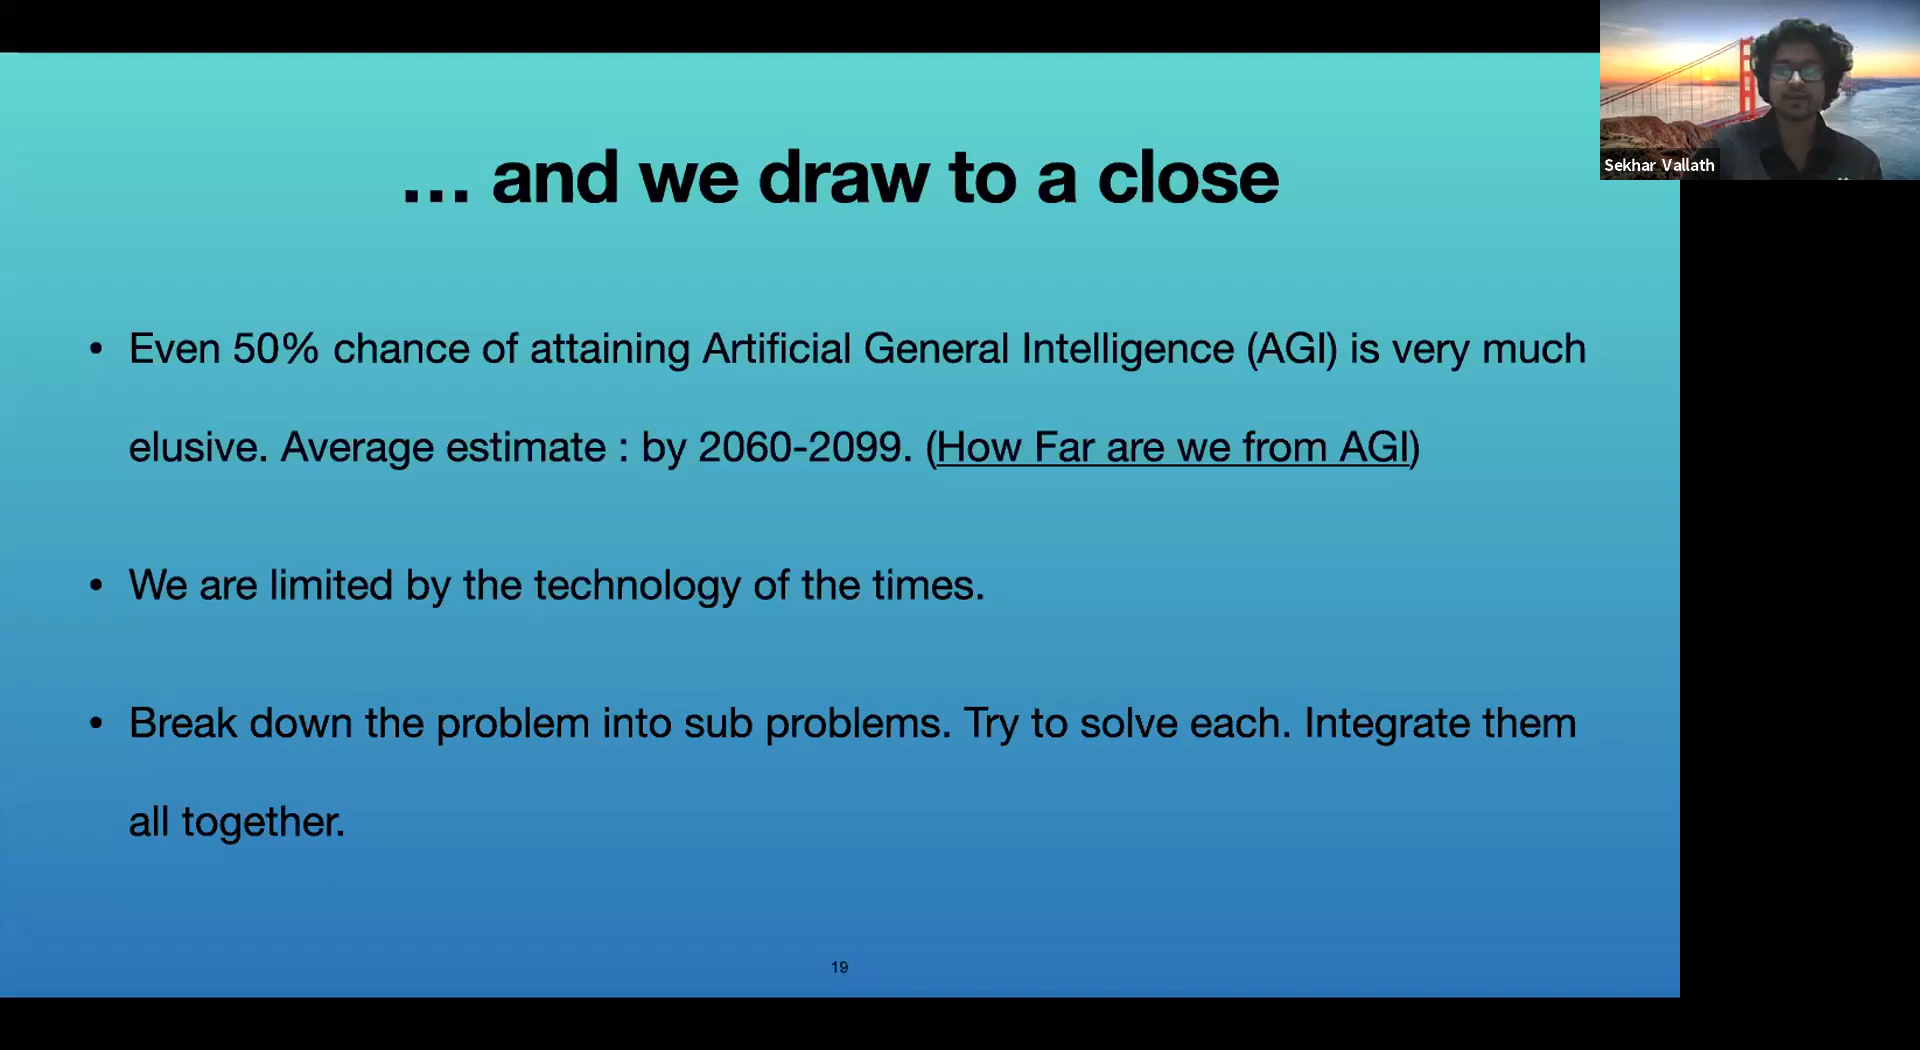 … and we draw to a close
• Even 50% chance of attaining Artificial General Intelligence (AGI) is very much
elusive. Average estimate : by 2060-2099. (How Far are we from AGI)
• We are limited by the technology of the times.
• Break down the problem into sub problems. Try to solve each. Integrate them
all together.
19
Sekhar Vallath